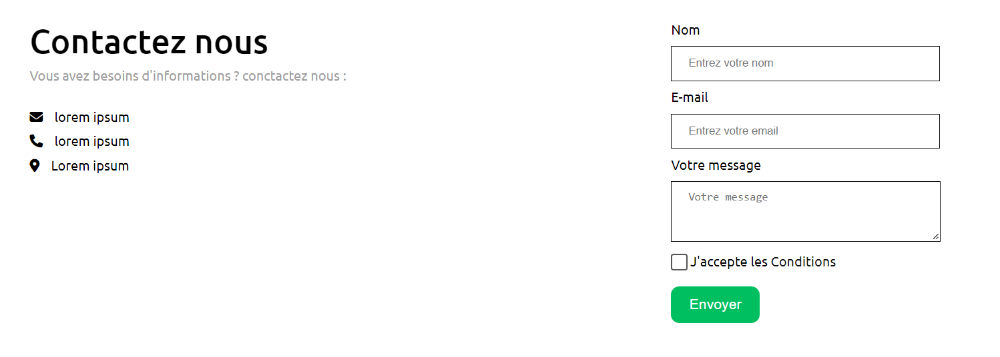 Contactez nous
Vous avez besoins d'informations ? conctactez nous :
lorem ipsum
lorem ipsum
Lorem ipsum
Nom
Entrez votre nom
E-mail
Entrez votre email
Votre message
Votre message
J'accepte les Conditions
Envoyer